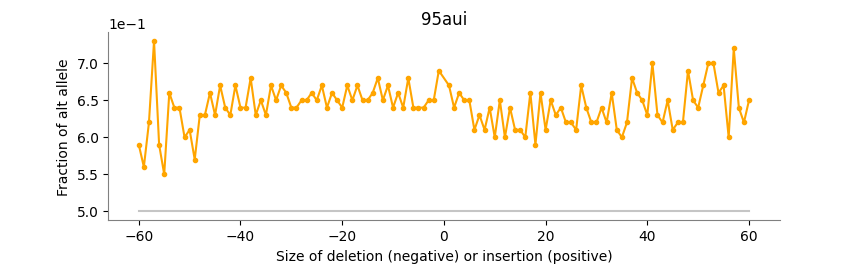 95aui
1e−1
Fraction of alt allele
7.0
6.5
6.0
5.5
5.0
−60 −40 −20 0 20 40 60
Size of deletion (negative) or insertion (positive)